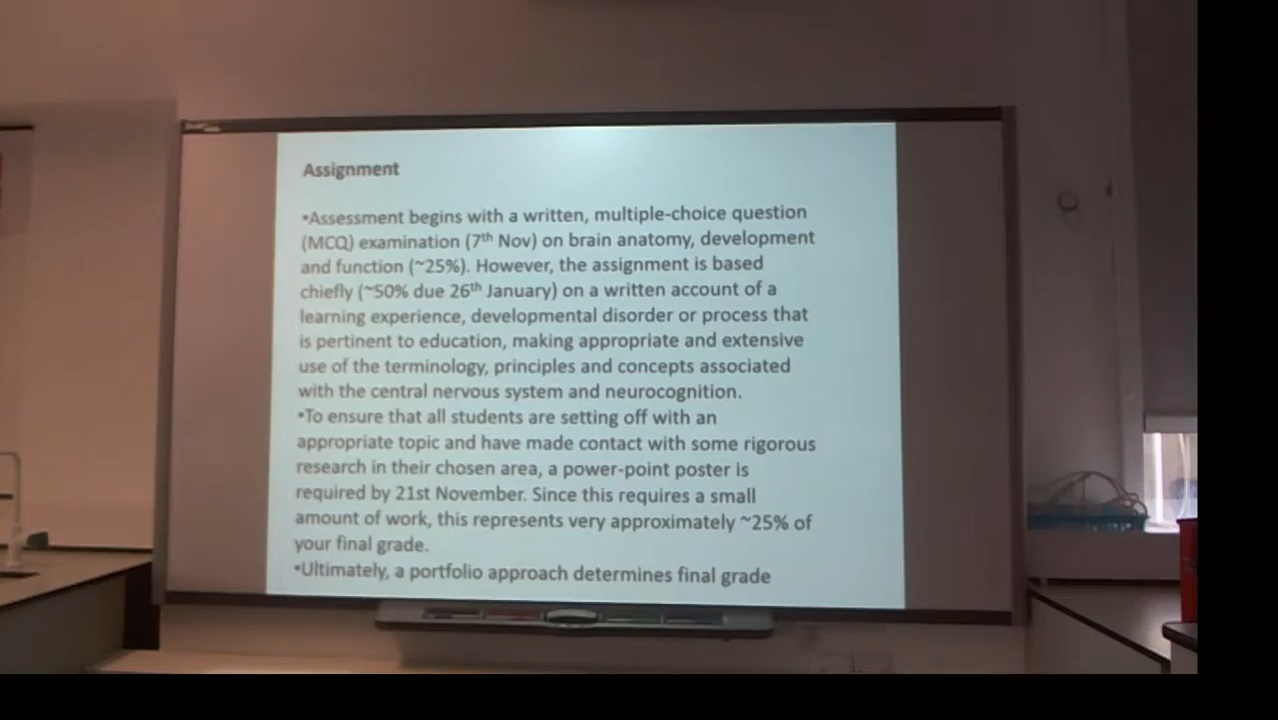 Assignment
•Assessment begins with a written, multiple-choice question
(MCQ) examination (7th Nov) on brain anatomy, development
and function (~25%). However, the assignment is based
chiefly (~50% due 26th January) on a written account of a
learning experience, developmental disorder or process that
is pertinent to education, making appropriate and extensive
use of the terminology, principles and concepts associated
with the central nervous system and neurocognition.
•To ensure that all students are setting off with an
appropriate topic and have made contact with some rigorous
research in their chosen area, a power-point poster is
required by 21st November. Since this requires a small
amount of work, this represents very approximately ~25% of
your final grade.
•Ultimately, a portfolio approach determines final grade